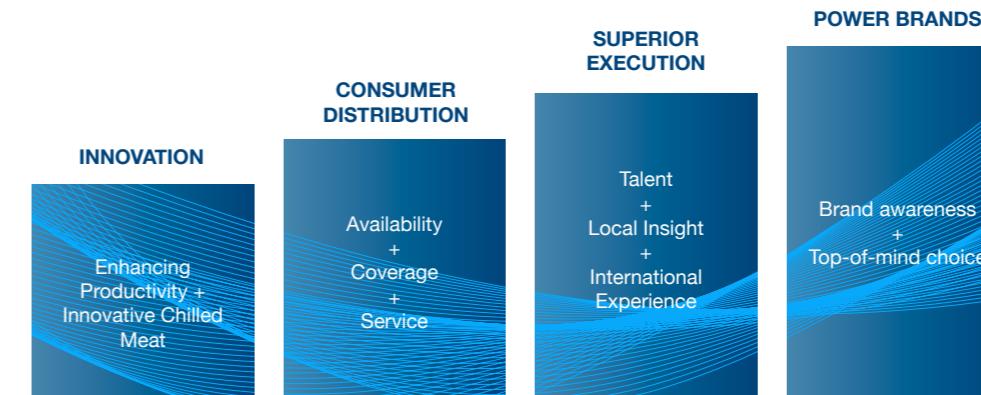 INNOVATION
Enhancing
Productivity +
Innovative Chilled
Meat
CONSUMER
DISTRIBUTION
Availability
+
Coverage
+
Service
SUPERIOR
EXECUTION
Talent
+
Local Insight
+
International
Experience
POWER BRANDS
Brand awareness
+
Top-of-mind choice